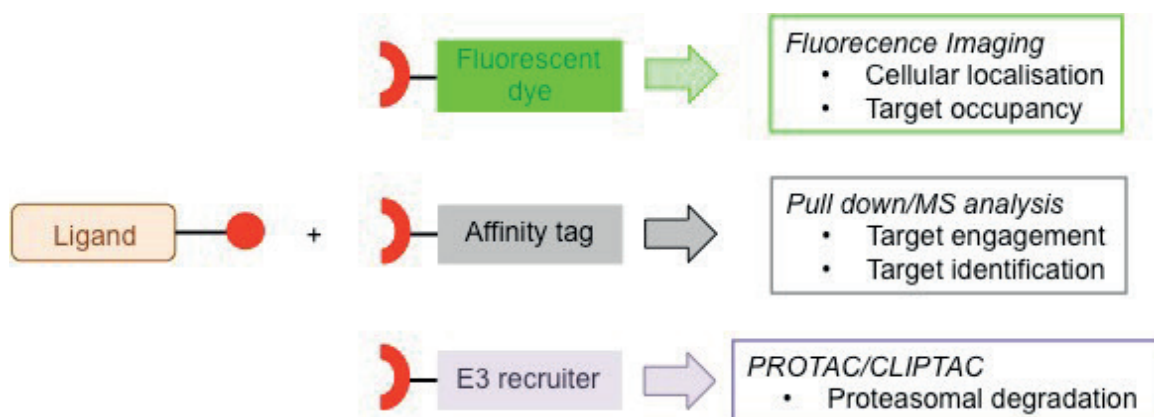 Fluorescent
dye
Fluorecence Imaging
• Cellular localisation
• Target occupancy
Ligand
+
Affinity tag
Pull down/MS analysis
• Target engagement
• Target identification
E3 recruiter
PROTAC/CLIPTAC
• Proteasomal degradation